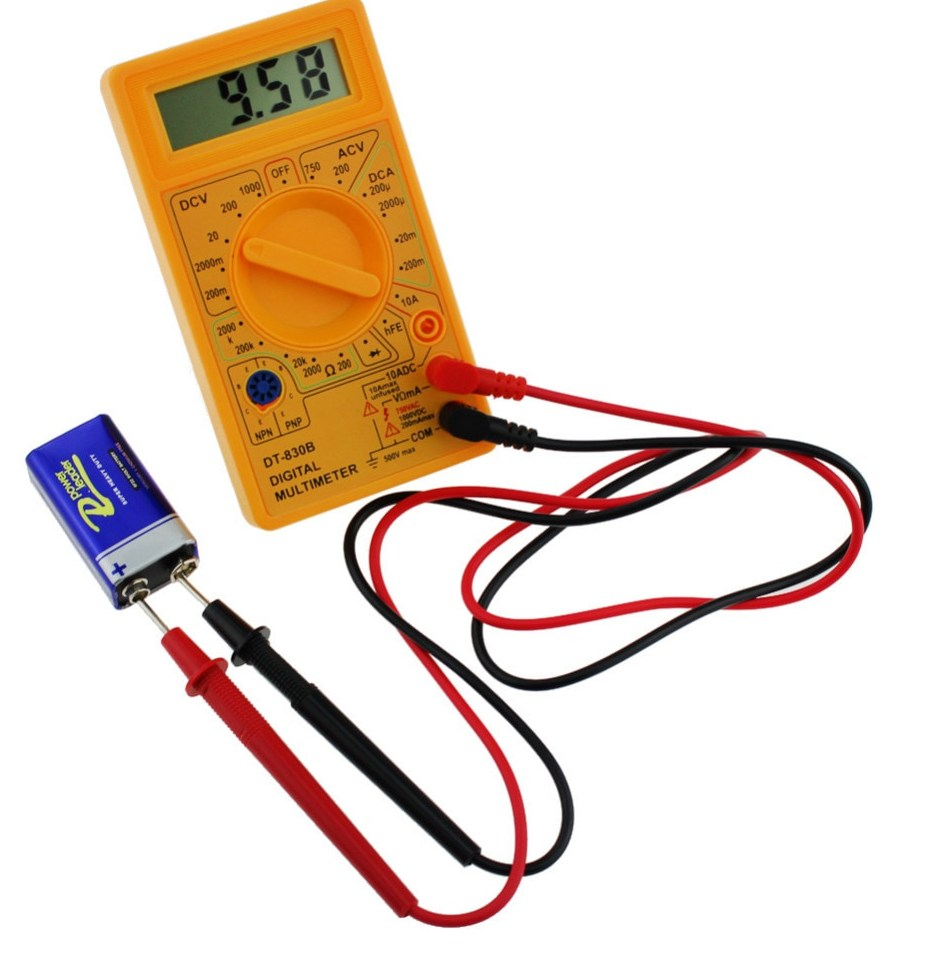 9.58
OFF
750
ACV
200
DCV
1000
200
20
2000m
200m
DCA
200µ
2000µ
20m
200m
10A
hFE
2000
k
200k
20k
2000 Ω 200
E E
B B
C C
E
NPN PNP
10ADC
10Amax
unfused
VΩmA
750VAC
1000VDC
200mAmax
COM
500V max
DT-830B
DIGITAL
MULTIMETER
power
leader
SUPER HEAVY DUTY
+